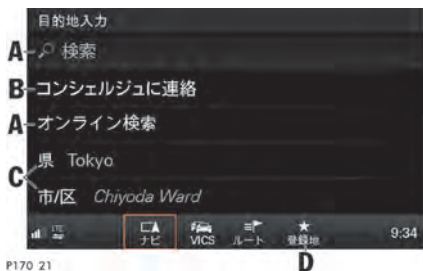 目的地入力
A 検索
B コンシェルジュに連絡
A オンライン検索
C
県 Tokyo
市/区 Chiyoda Ward
LTE ナビ VICS ルート 登録地 9:34
D
P170 21